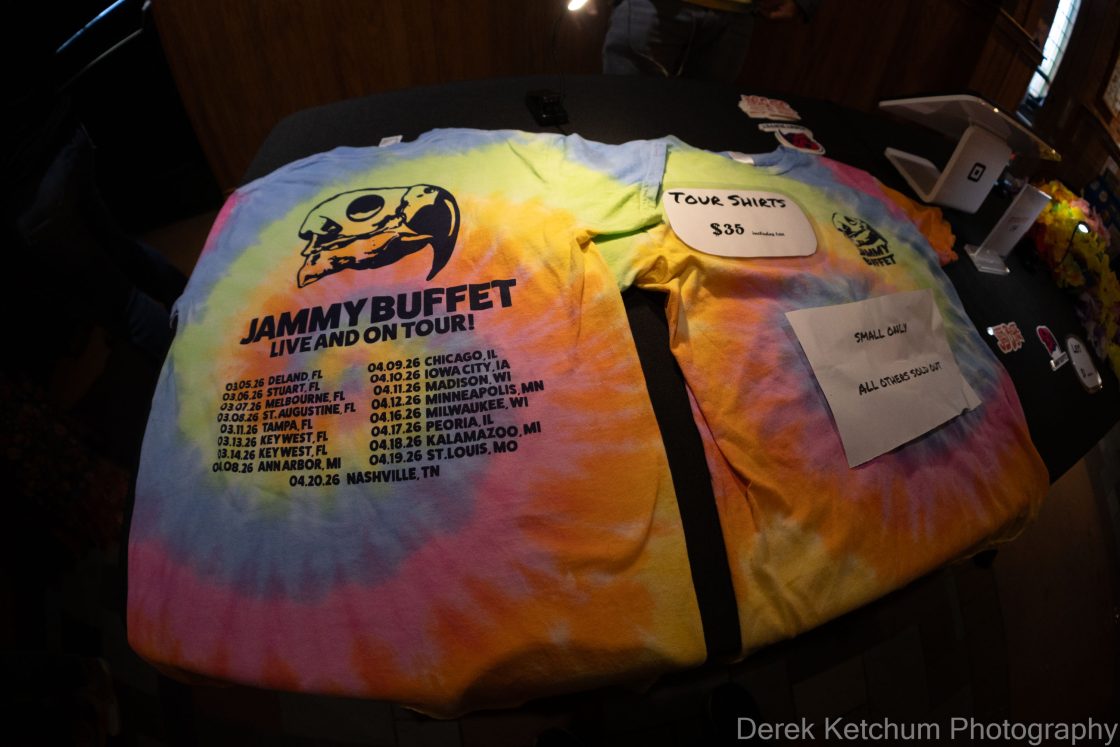 JAMMY BUFFET
LIVE AND ON TOUR!
03.05.26 DELAND, FL
03.06.26 STUART, FL
03.07.26 MELBOURNE, FL
03.08.26 ST. AUGUSTINE, FL
03.11.26 TAMPA, FL
03.13.26 KEY WEST, FL
03.14.26 KEY WEST, FL
04.08.26 ANN ARBOR, MI
04.09.26 CHICAGO, IL
04.10.26 IOWA CITY, IA
04.11.26 MADISON, WI
04.12.26 MINNEAPOLIS, MN
04.16.26 MILWAUKEE, WI
04.17.26 PEORIA, IL
04.18.26 KALAMAZOO, MI
04.19.26 ST. LOUIS, MO
04.20.26 NASHVILLE, TN
TOUR SHIRTS
$35 including tax
JAMMY
BUFFET
SMALL ONLY
ALL OTHERS SOLD OUT
Derek Ketchum Photography